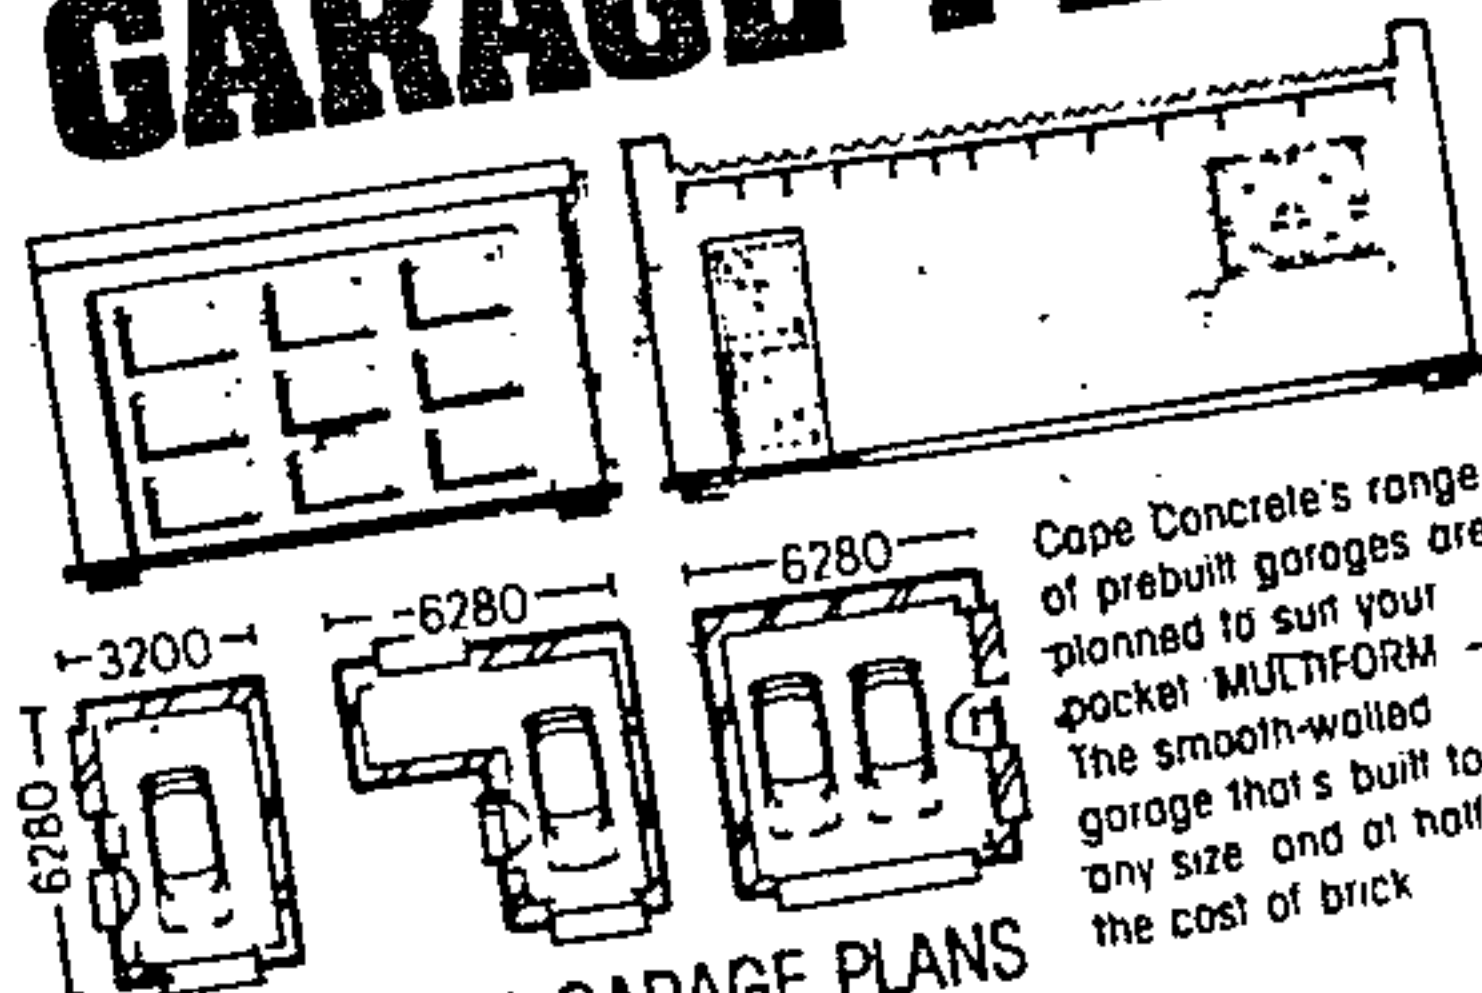 GARAGE
6280
6280
3200
6280
Cape Concrete's range
of prebuilt garages are
planned to suit your
pocket MULTIFORM -
The smooth-walled
garage that's built to
any size and at half
the cost of brick
GARAGE PLANS